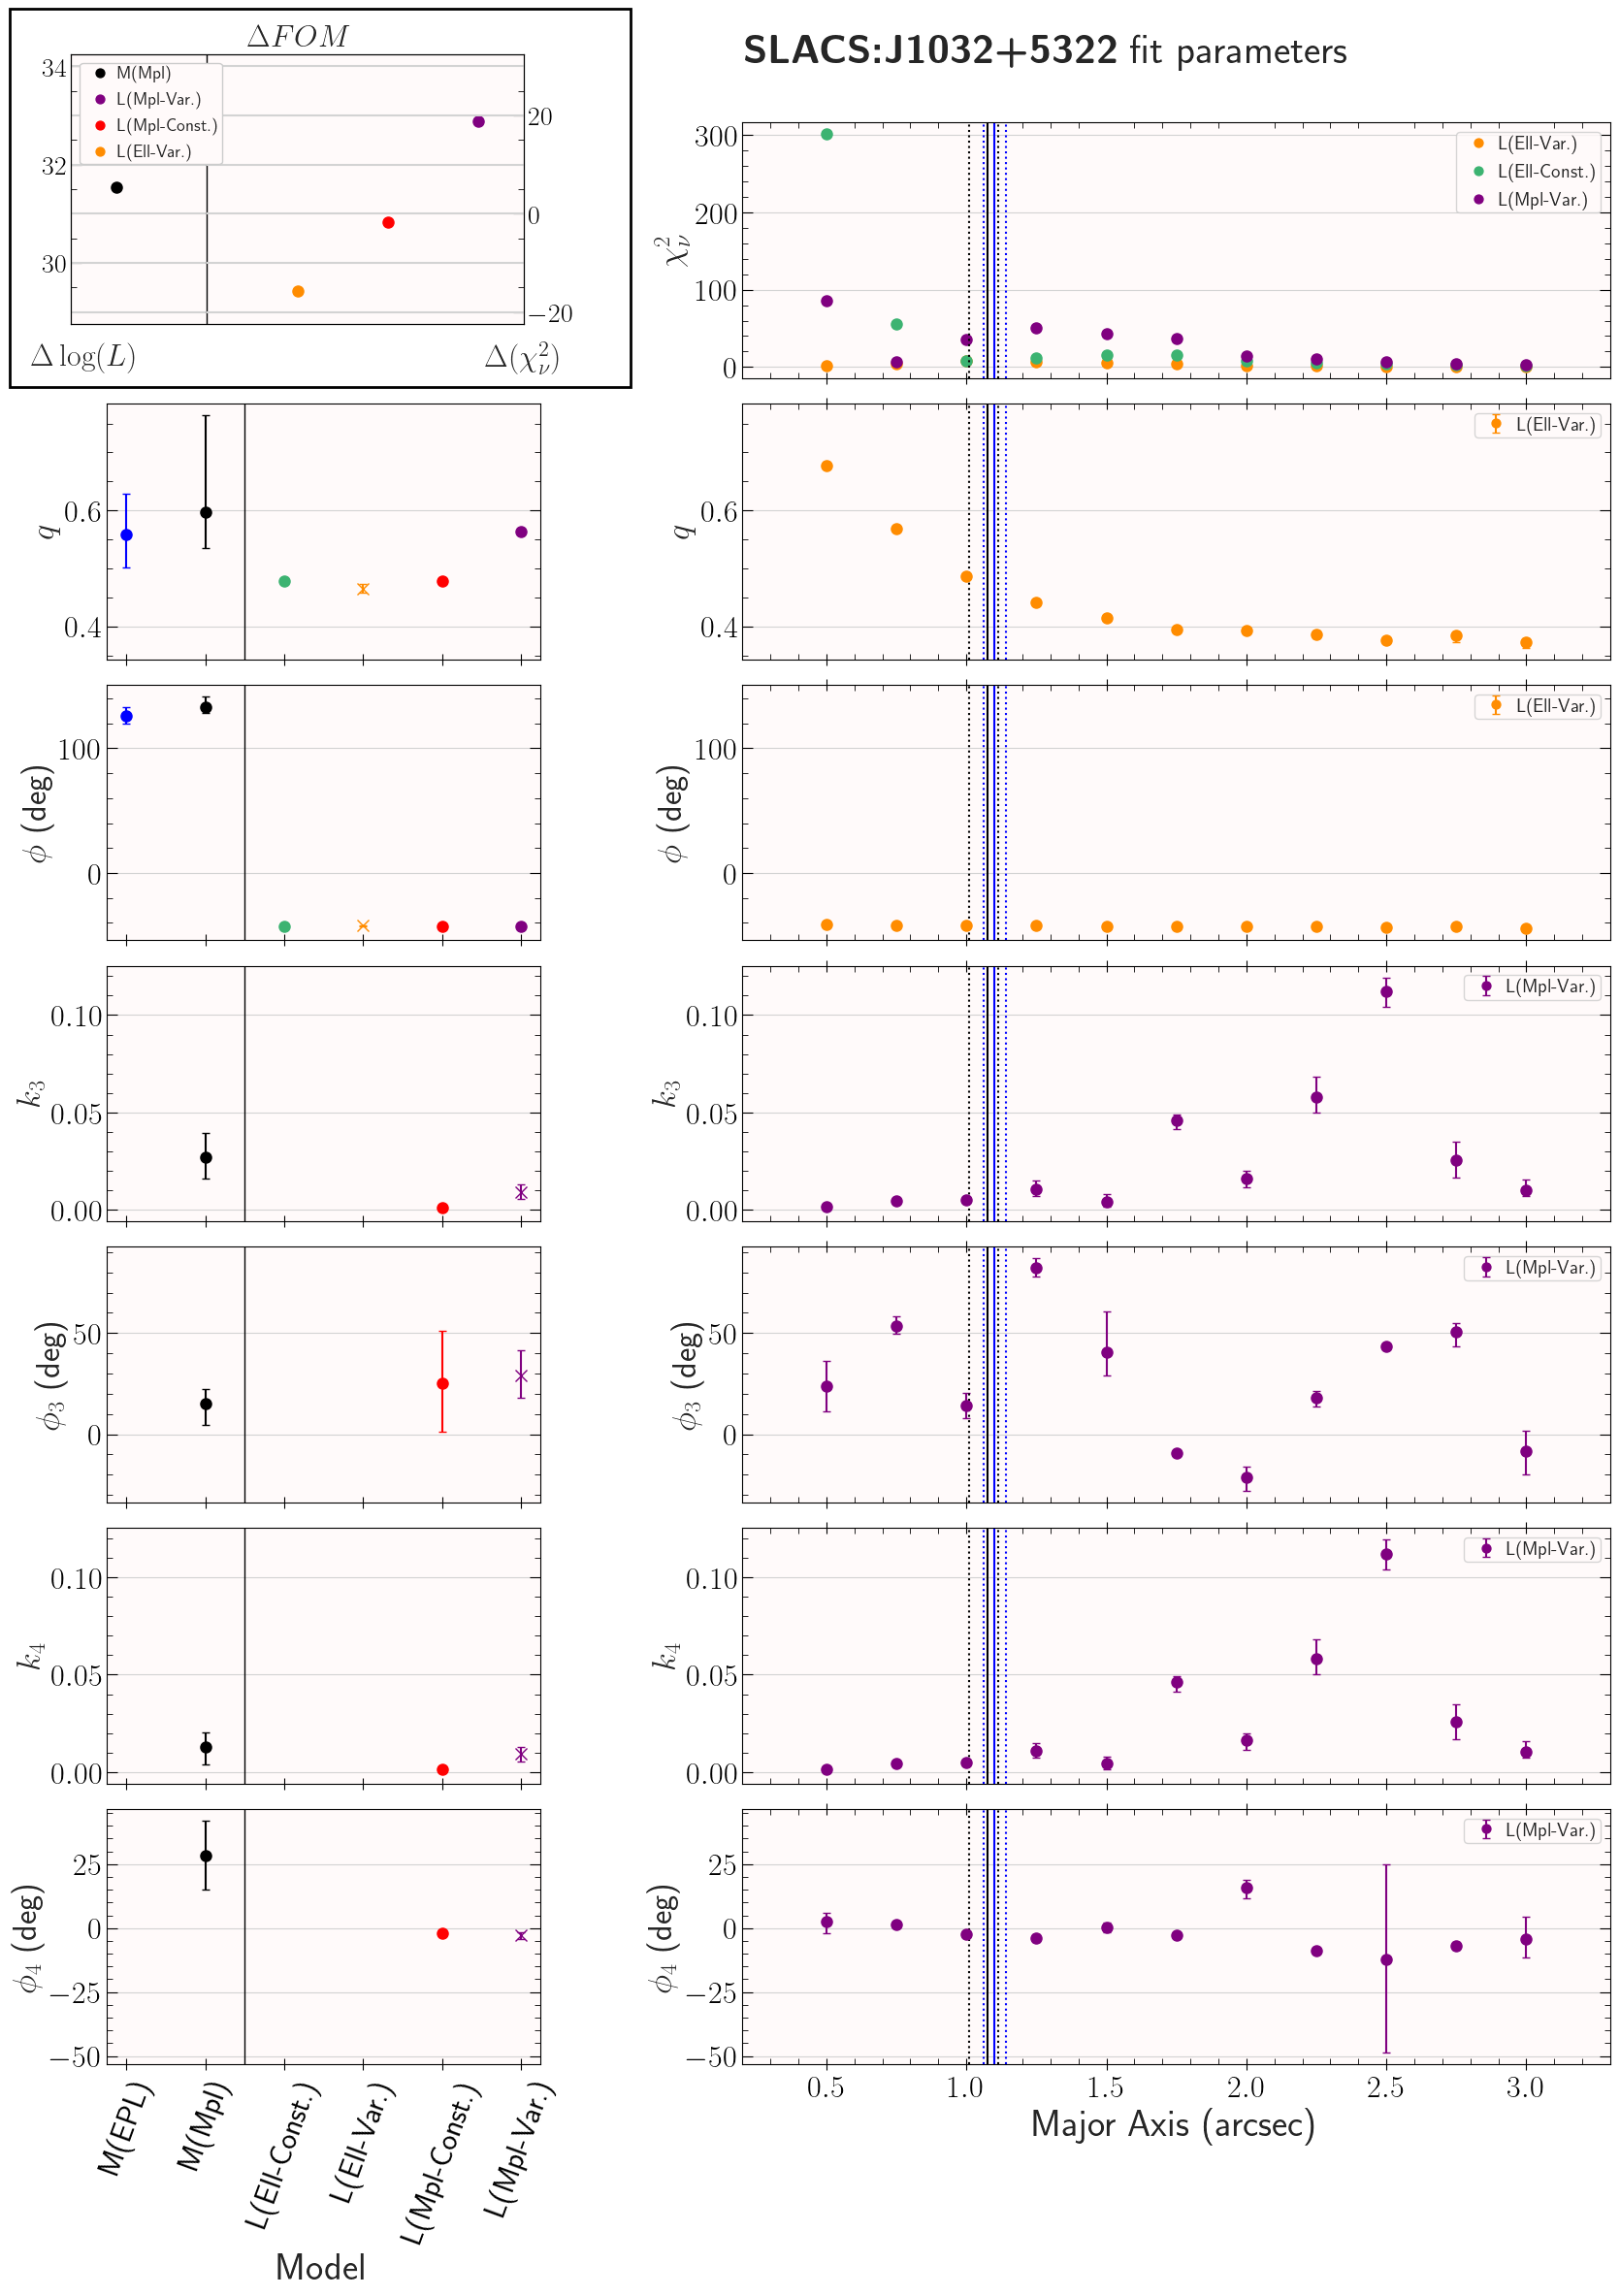 ΔFOM
34
32
30
20
0
−20
M(Mpl)
L(Mpl-Var.)
L(Mpl-Const.)
L(Ell-Var.)
Δ log(L)
Δ(χ²ᵥ)
SLACS:J1032+5322 fit parameters
300
200
100
0
χ²ᵥ
L(Ell-Var.)
L(Ell-Const.)
L(Mpl-Var.)
0.6
0.4
q
0.6
0.4
q
L(Ell-Var.)
100
0
ϕ (deg)
100
0
ϕ (deg)
L(Ell-Var.)
0.10
0.05
0.00
k₃
0.10
0.05
0.00
k₃
L(Mpl-Var.)
50
0
ϕ₃ (deg)
50
0
ϕ₃ (deg)
L(Mpl-Var.)
0.10
0.05
0.00
k₄
0.10
0.05
0.00
k₄
L(Mpl-Var.)
25
0
−25
−50
ϕ₄ (deg)
25
0
−25
−50
ϕ₄ (deg)
L(Mpl-Var.)
M(EPL)
M(Mpl)
L(Ell-Const.)
L(Ell-Var.)
L(Mpl-Const.)
L(Mpl-Var.)
Model
0.5 1.0 1.5 2.0 2.5 3.0
Major Axis (arcsec)